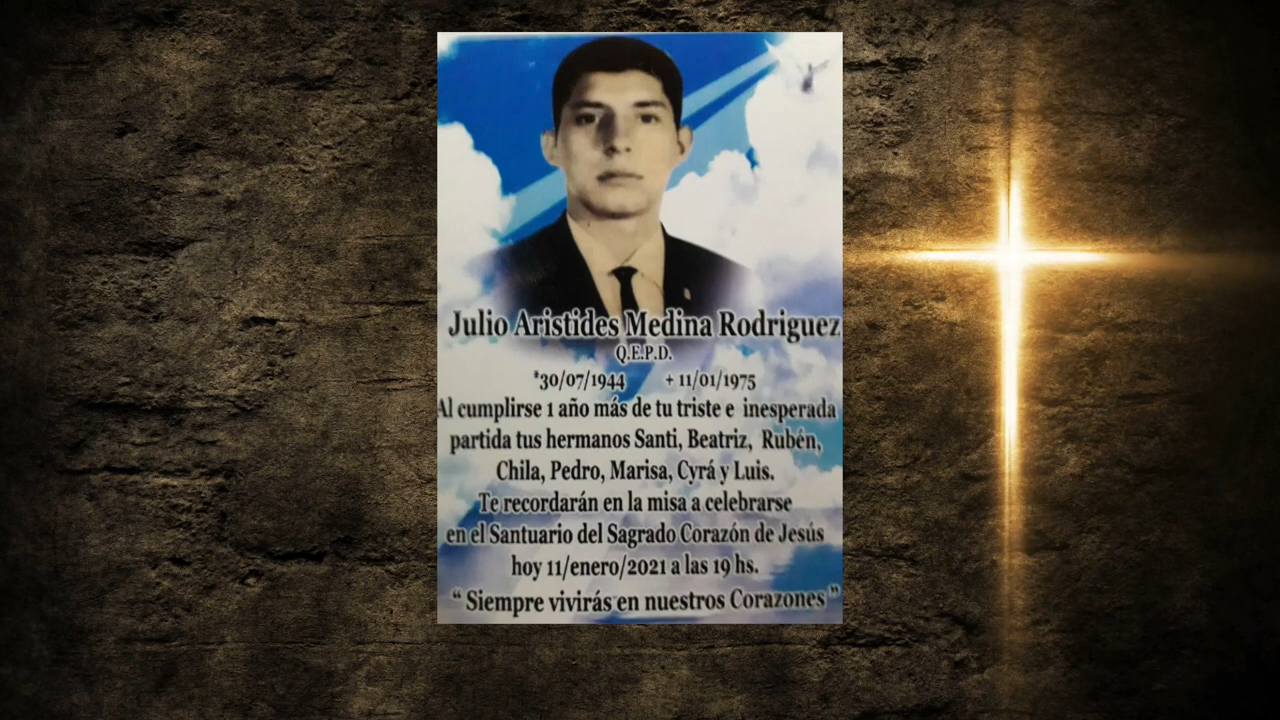 Julio Aristides Medina Rodriguez
Q.E.P.D.
*30/07/1944 + 11/01/1975
Al cumplirse 1 año más de tu triste e inesperada
partida tus hermanos Santi, Beatriz, Rubén,
Chila, Pedro, Marisa, Cyrá y Luis.
Te recordarán en la misa a celebrarse
en el Santuario del Sagrado Corazón de Jesús
hoy 11/enero/2021 a las 19 hs.
“ Siempre vivirás en nuestros Corazones ”